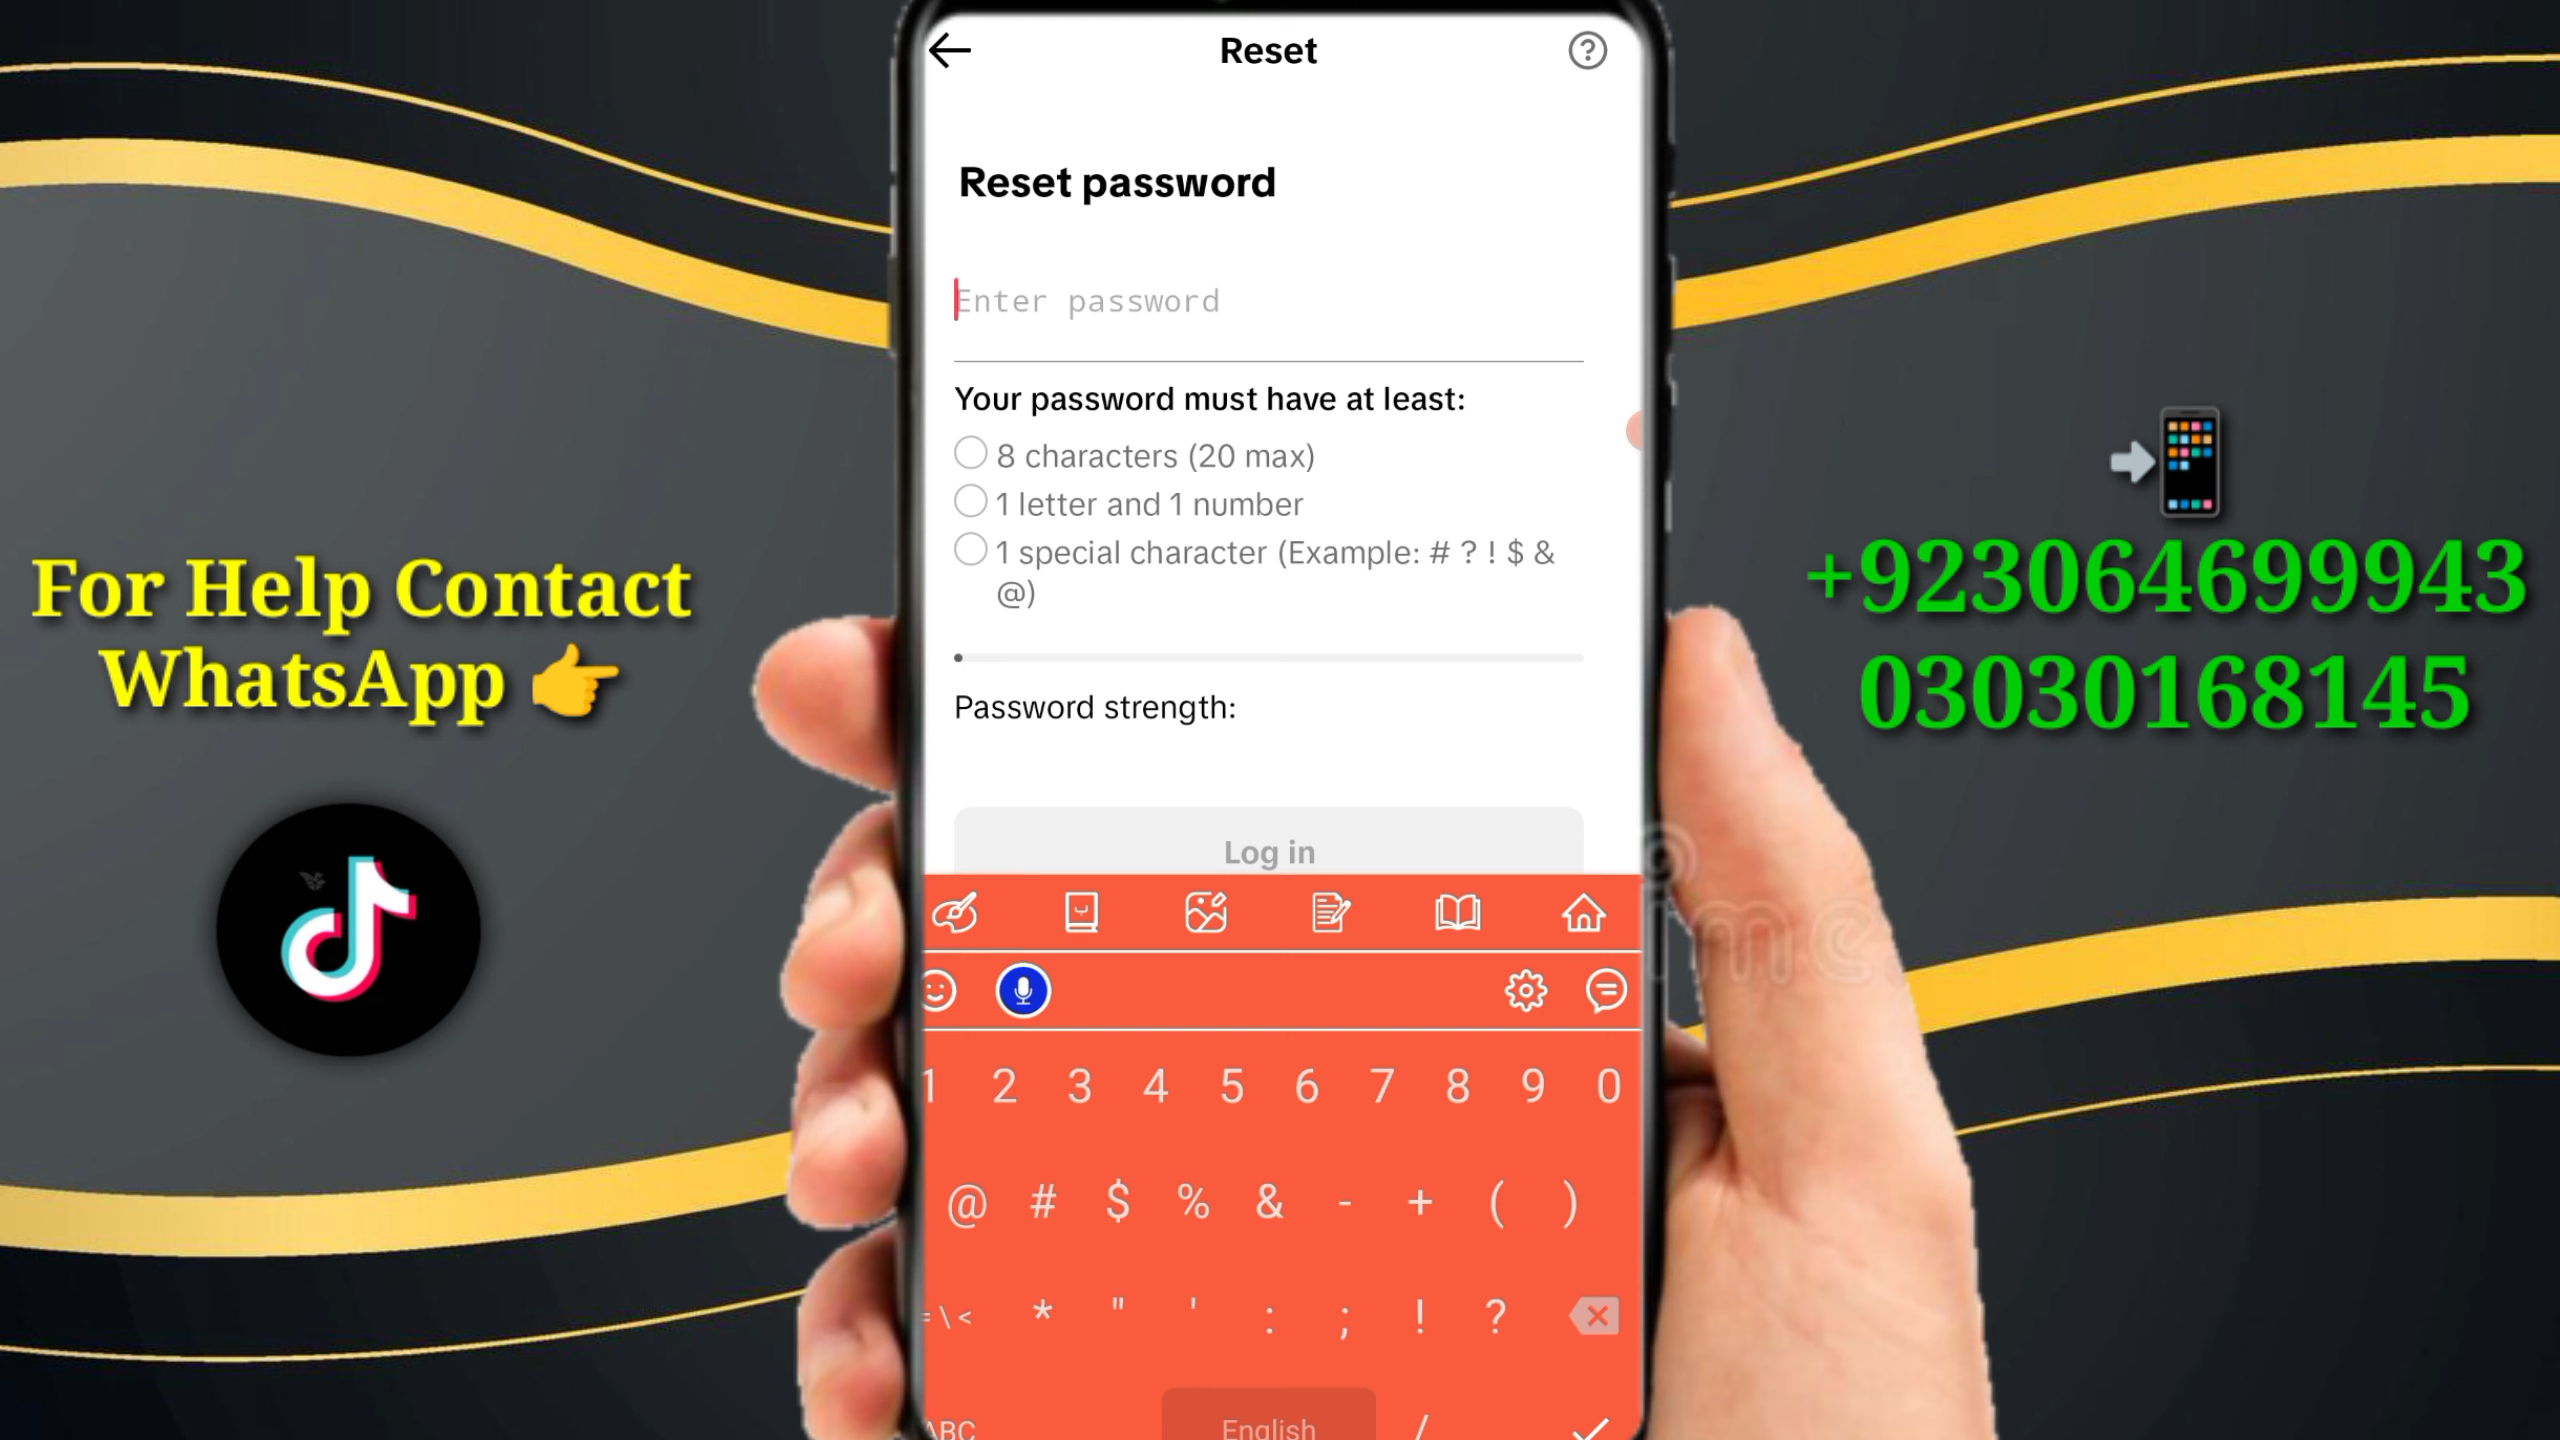 Reset
Reset password
Enter password
Your password must have at least:
8 characters (20 max)
1 letter and 1 number
1 special character (Example: # ? ! $ &
@)
Password strength:
Log in
For Help Contact
WhatsApp 👉
+923064699943
03030168145
1 2 3 4 5 6 7 8 9 0
@ # $ % & - + ( )
=\< * " ' : ; ! ?
ABC English /